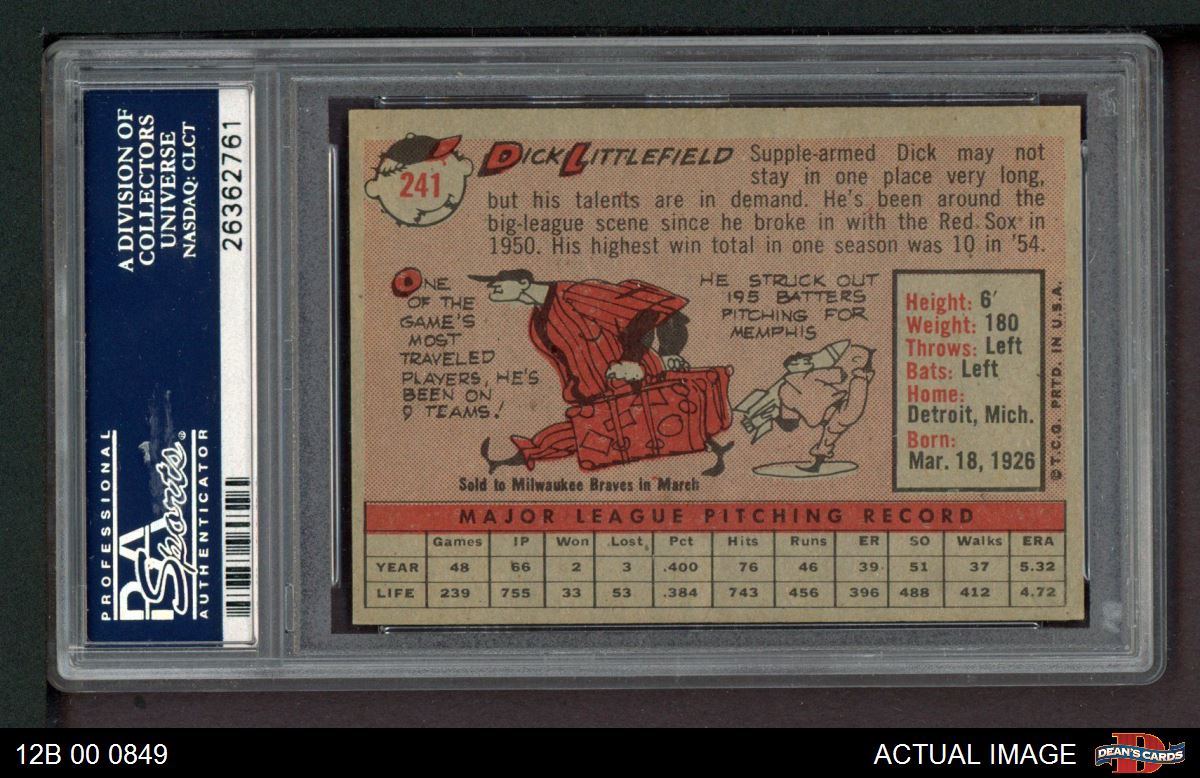 A DIVISION OF
COLLECTORS
UNIVERSE
NASDAQ: CLCT
26362761
PROFESSIONAL
PSA
Sports®
AUTHENTICATOR
241
DICK LITTLEFIELD
Supple-armed Dick may not
stay in one place very long,
but his talents are in demand. He's been around the
big-league scene since he broke in with the Red Sox in
1950. His highest win total in one season was 10 in '54.
ONE
OF THE
GAME'S
MOST
TRAVELED
PLAYERS, HE'S
BEEN ON
9 TEAMS!
HE STRUCK OUT
195 BATTERS
PITCHING FOR
MEMPHIS
Sold to Milwaukee Braves in March
Height: 6'
Weight: 180
Throws: Left
Bats: Left
Home:
Detroit, Mich.
Born:
Mar. 18, 1926
©T.C.G. PRTD. IN U.S.A.
MAJOR LEAGUE PITCHING RECORD
Games IP Won Lost Pct Hits Runs ER SO Walks ERA
YEAR 48 66 2 3 .400 76 46 39 51 37 5.32
LIFE 239 755 33 53 .384 743 456 396 488 412 4.72
12B 00 0849
ACTUAL IMAGE
DEAN'S CARDS